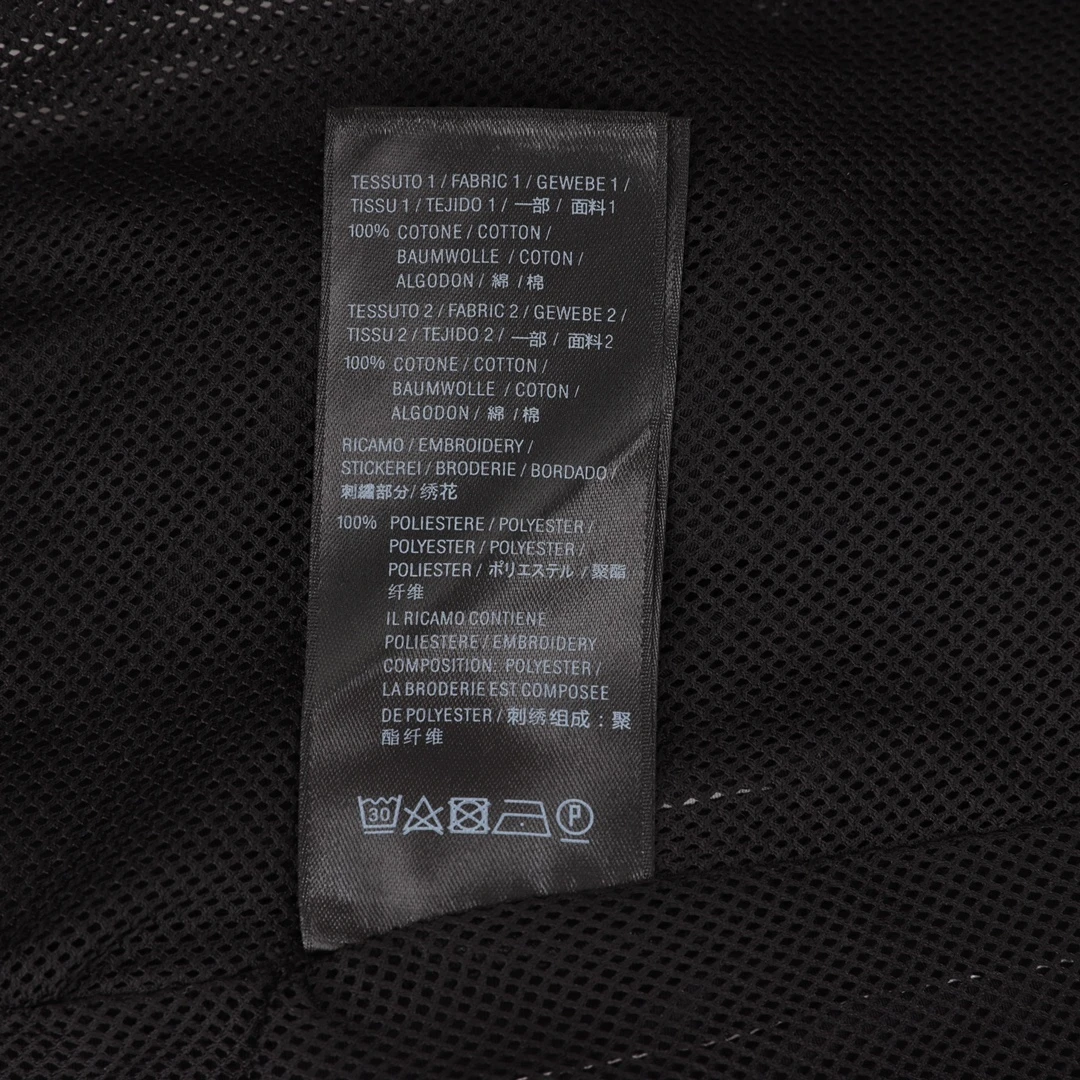 TESSUTO 1 / FABRIC 1 / GEWEBE 1 /
TISSU 1 / TEJIDO 1 / 一部 / 面料1
100% COTONE / COTTON /
BAUMWOLLE / COTON /
ALGODON / 綿 / 棉
TESSUTO 2 / FABRIC 2 / GEWEBE 2 /
TISSU 2 / TEJIDO 2 / 一部 / 面料2
100% COTONE / COTTON /
BAUMWOLLE / COTON /
ALGODON / 綿 / 棉
RICAMO / EMBROIDERY /
STICKEREI / BRODERIE / BORDADO /
刺繍部分 / 绣花
100% POLIESTERE / POLYESTER /
POLYESTER / POLYESTER /
POLIESTER / ポリエステル / 聚酯
纤维
IL RICAMO CONTIENE
POLIESTERE / EMBROIDERY
COMPOSITION: POLYESTER /
LA BRODERIE EST COMPOSEE
DE POLYESTER / 刺绣组成：聚
酯纤维
30 P